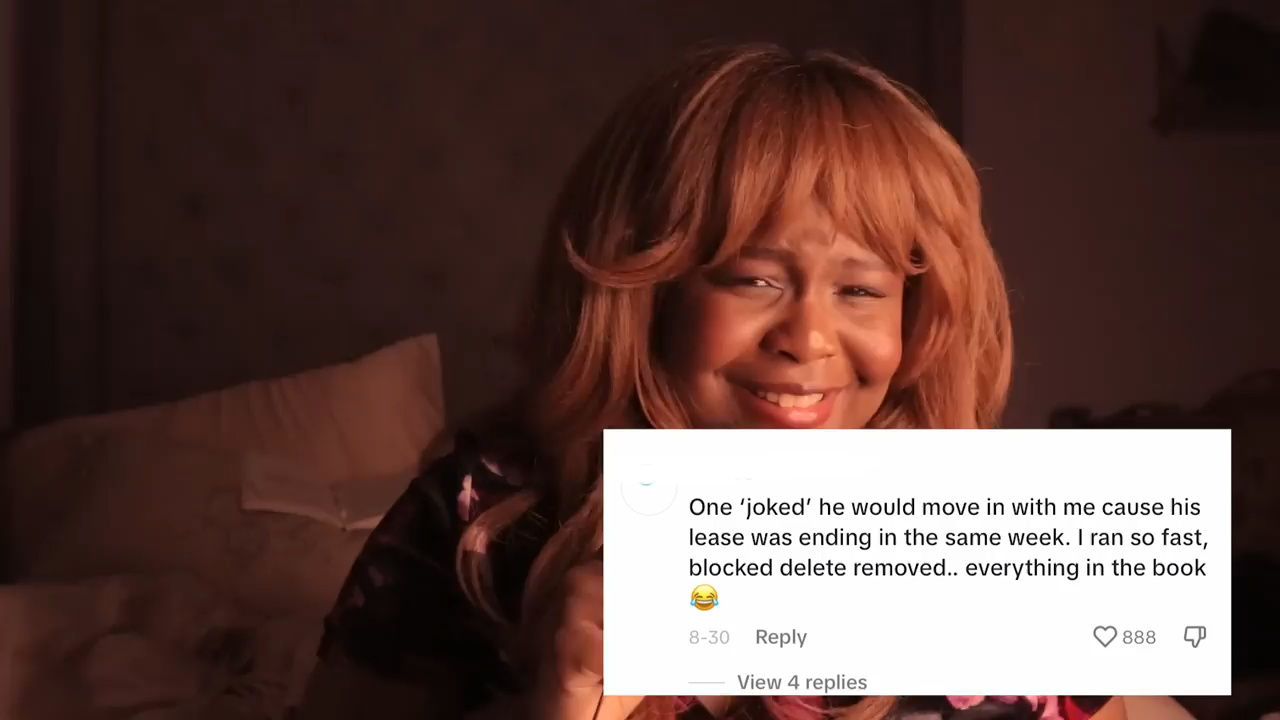 One ‘joked’ he would move in with me cause his
lease was ending in the same week. I ran so fast,
blocked delete removed.. everything in the book
😂
8-30 Reply 888
View 4 replies